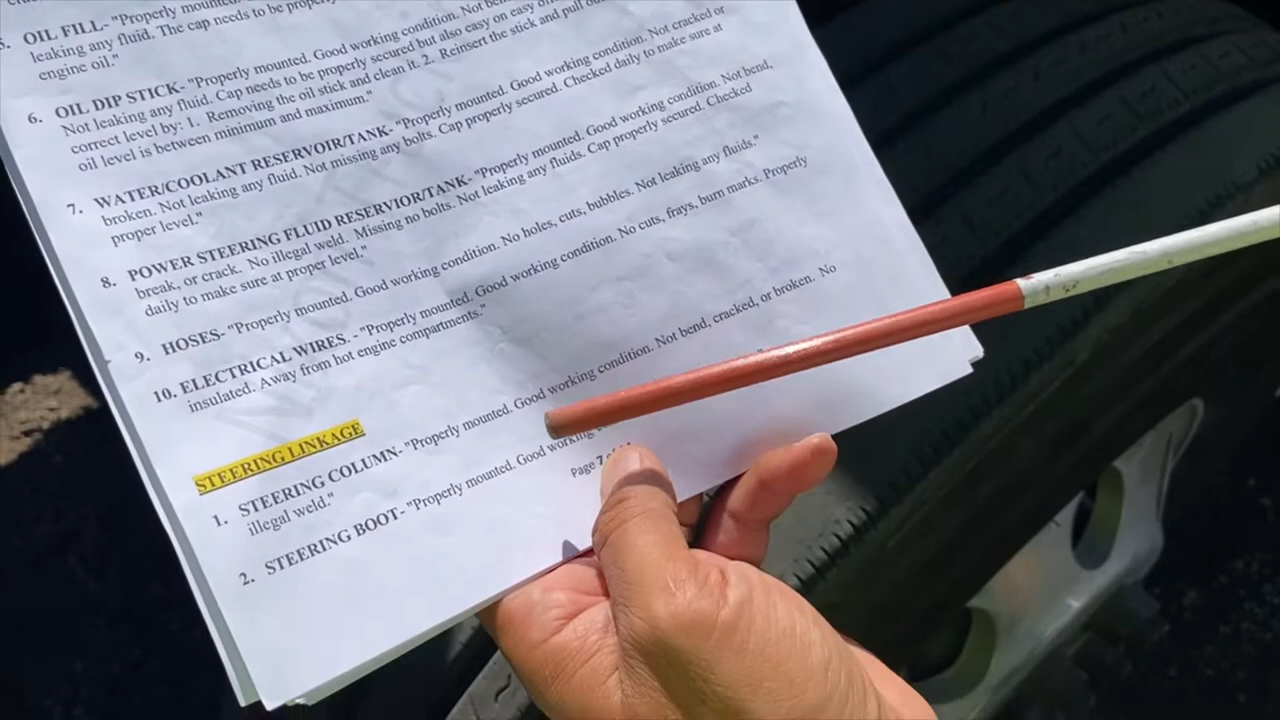 OIL FILL- "Properly mounted.
leaking any fluid. The cap needs to be properly
engine oil."
6. OIL DIP STICK- "Properly mounted. Good working condition. Not
Not leaking any fluid. Cap needs to be properly secured but also easy on easy
correct level by: 1. Removing the oil stick and clean it. 2. Reinsert the stick and pull
oil level is between minimum and maximum."
7. WATER/COOLANT RESERVOIR/TANK- "Properly mounted. Good working condition. Not cracked or
broken. Not leaking any fluid. Not missing any bolts. Cap properly secured. Checked daily to make sure at
proper level."
8. POWER STEERING FLUID RESERVIOR/TANK- "Properly mounted. Good working condition. Not bend,
break, or crack. No illegal weld. Missing no bolts. Not leaking any fluids. Cap properly secured. Checked
daily to make sure at proper level."
9. HOSES- "Properly mounted. Good working condition. No holes, cuts, bubbles. Not leaking any fluids."
10. ELECTRICAL WIRES. - "Properly mounted. Good working condition. No cuts, frays, burn marks. Properly
insulated. Away from hot engine compartments."
STEERING LINKAGE
1. STEERING COLUMN- "Properly mounted. Good working condition. Not bend, cracked, or broken. No
illegal weld."
2. STEERING BOOT- "Properly mounted. Good working
Page 7